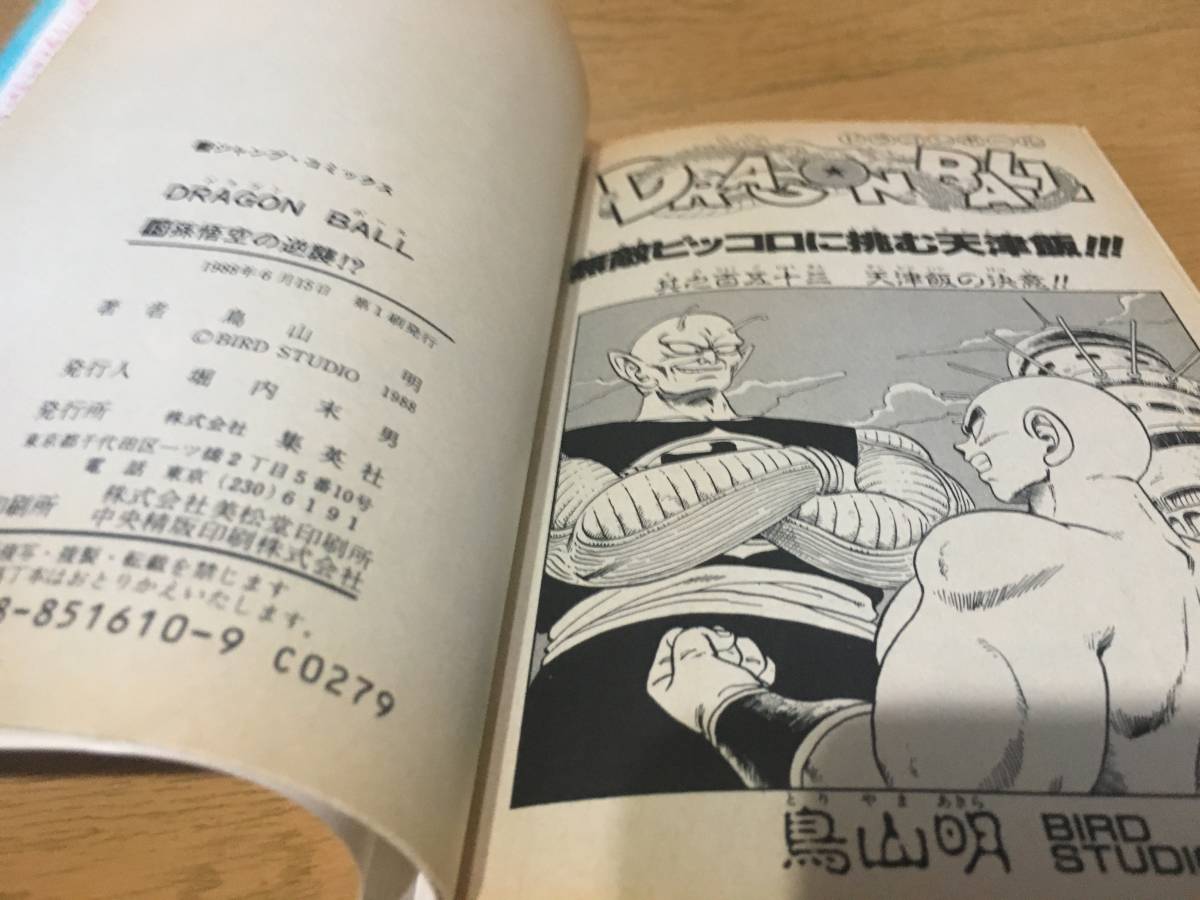 ジャンプ・コミックス
DRAGON BALL
孫悟空の逆襲!?
1988年6月15日 第1刷発行
著者 鳥山 明
©BIRD STUDIO 1988
発行人 堀内末男
発行所 株式会社 集英社
東京都千代田区一ツ橋2丁目5番10号
電話 東京(230)6191
印刷所 株式会社美松堂印刷所
中央精版印刷株式会社
複写・複製・転載を禁じます
丁本はおとりかえいたします。
8-851610-9 C0279
DRAGON BALL
無敵ピッコロに挑む天津飯!!!
其之百五十三 天津飯の決意!!
とり やま あきら
鳥山明 BIRD
STUDIO